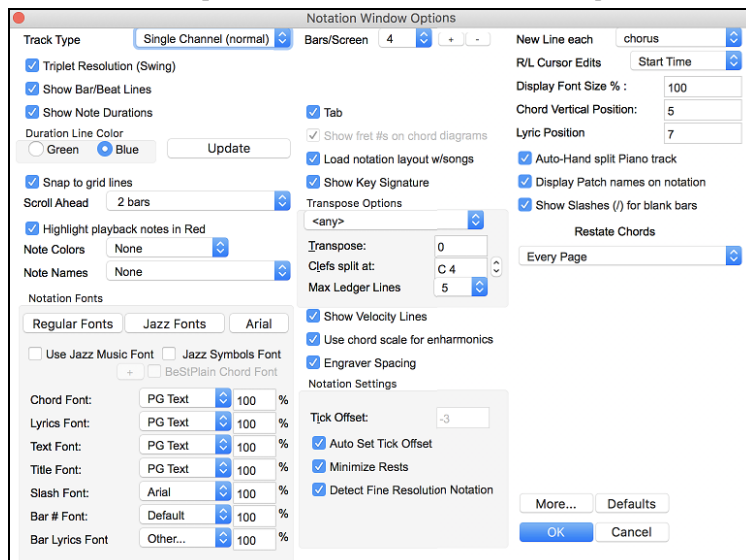 Notation Window Options
Track Type Single Channel (normal)
Triplet Resolution (Swing)
Show Bar/Beat Lines
Show Note Durations
Duration Line Color
Green Blue Update
Snap to grid lines
Scroll Ahead 2 bars
Highlight playback notes in Red
Note Colors None
Note Names None
Notation Fonts
Regular Fonts Jazz Fonts Arial
Use Jazz Music Font Jazz Symbols Font
+ BeStPlain Chord Font
Chord Font: PG Text 100 %
Lyrics Font: PG Text 100 %
Text Font: PG Text 100 %
Title Font: PG Text 100 %
Slash Font: Arial 100 %
Bar # Font: Default 100 %
Bar Lyrics Font Other... 100 %
Bars/Screen 4 + -
Tab
Show fret #s on chord diagrams
Load notation layout w/songs
Show Key Signature
Transpose Options
<any>
Transpose: 0
Clefs split at: C 4
Max Ledger Lines 5
Show Velocity Lines
Use chord scale for enharmonics
Engraver Spacing
Notation Settings
Tick Offset: -3
Auto Set Tick Offset
Minimize Rests
Detect Fine Resolution Notation
New Line each chorus
R/L Cursor Edits Start Time
Display Font Size % : 100
Chord Vertical Position: 5
Lyric Position 7
Auto-Hand split Piano track
Display Patch names on notation
Show Slashes (/) for blank bars
Restate Chords
Every Page
More... Defaults
OK Cancel